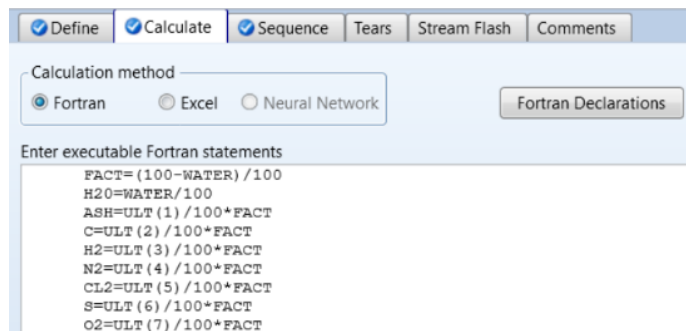 Define Calculate Sequence Tears Stream Flash Comments
Calculation method
Fortran Excel Neural Network Fortran Declarations
Enter executable Fortran statements
FACT=(100-WATER)/100
H20=WATER/100
ASH=ULT(1)/100*FACT
C=ULT(2)/100*FACT
H2=ULT(3)/100*FACT
N2=ULT(4)/100*FACT
CL2=ULT(5)/100*FACT
S=ULT(6)/100*FACT
O2=ULT(7)/100*FACT